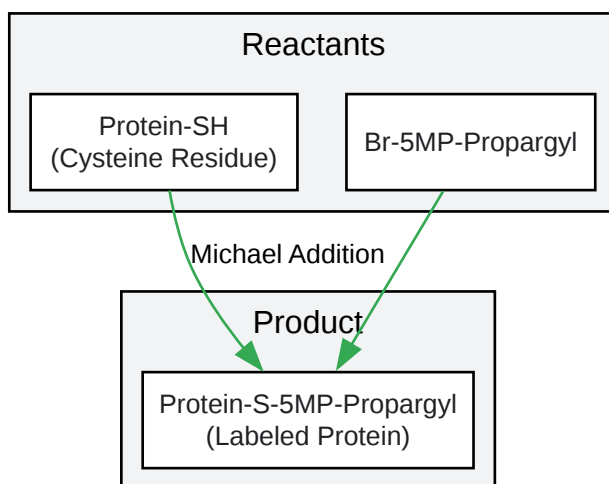 Reactants
Protein-SH
(Cysteine Residue)
Br-5MP-Propargyl
Michael Addition
Product
Protein-S-5MP-Propargyl
(Labeled Protein)